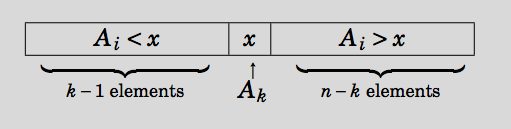 A_i < x   x   A_i > x
k – 1 elements   A_k   n – k elements